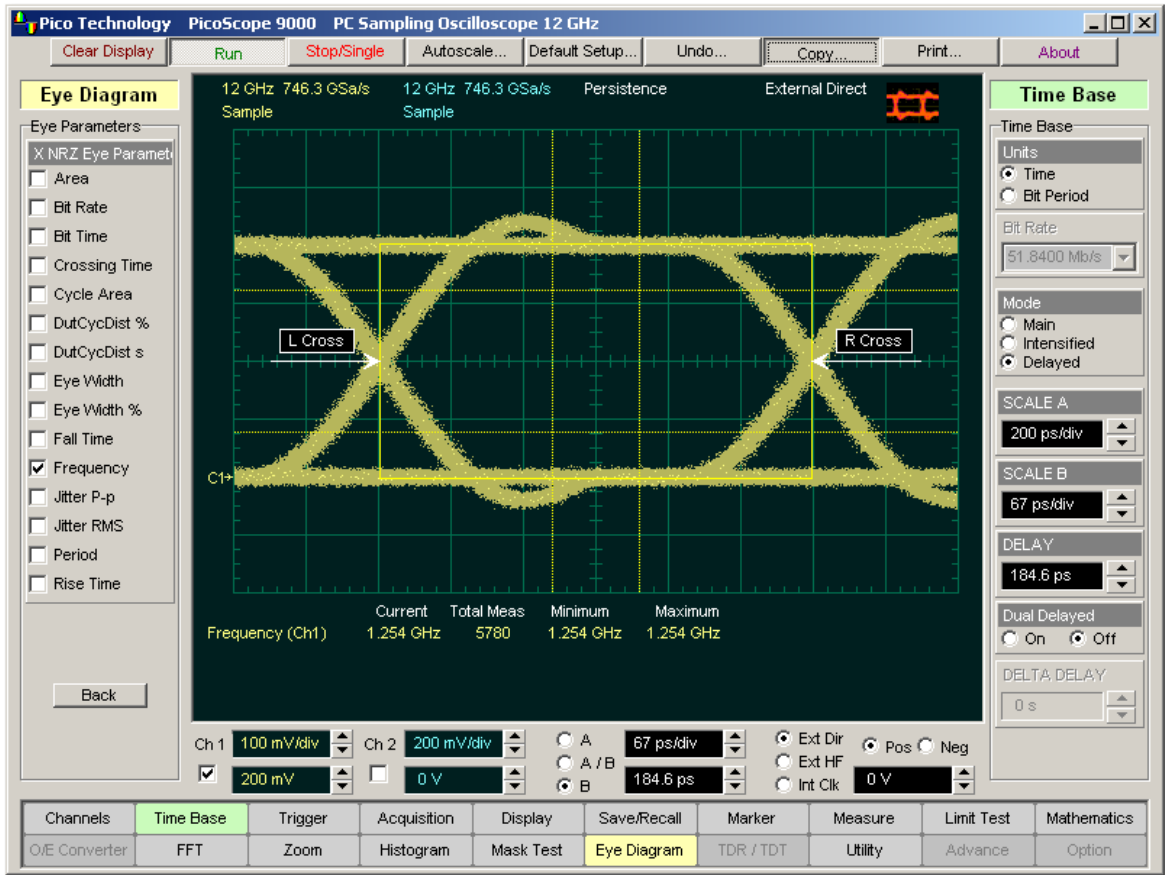 Pico Technology PicoScope 9000 PC Sampling Oscilloscope 12 GHz
Clear Display Run Stop/Single Autoscale... Default Setup... Undo... Copy... Print... About
Eye Diagram
Eye Parameters
X NRZ Eye Paramet
Area
Bit Rate
Bit Time
Crossing Time
Cycle Area
DutCycDist %
DutCycDist s
Eye Width
Eye Width %
Fall Time
Frequency
Jitter P-p
Jitter RMS
Period
Rise Time
Back
12 GHz 746.3 GSa/s 12 GHz 746.3 GSa/s Persistence External Direct
Sample Sample
L Cross R Cross
C1
Current Total Meas Minimum Maximum
Frequency (Ch1) 1.254 GHz 5780 1.254 GHz 1.254 GHz
Time Base
Time Base
Units
Time
Bit Period
Bit Rate
51.8400 Mb/s
Mode
Main
Intensified
Delayed
SCALE A
200 ps/div
SCALE B
67 ps/div
DELAY
184.6 ps
Dual Delayed
On Off
DELTA DELAY
0 s
Ch 1 100 mV/div Ch 2 200 mV/div A 67 ps/div Ext Dir Pos Neg
A / B Ext HF
200 mV 0 V B 184.6 ps Int Clk 0 V
Channels Time Base Trigger Acquisition Display Save/Recall Marker Measure Limit Test Mathematics
O/E Converter FFT Zoom Histogram Mask Test Eye Diagram TDR / TDT Utility Advance Option